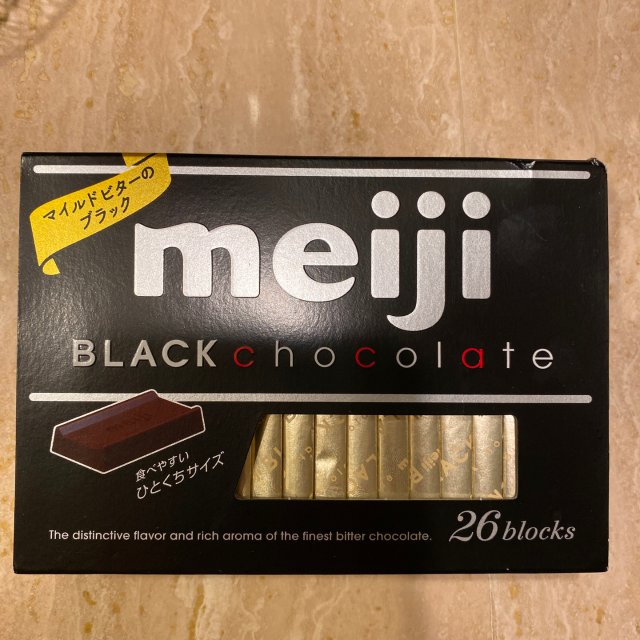 マイルドビターの
ブラック
meiji
BLACK chocolate
食べやすい
ひとくちサイズ
The distinctive flavor and rich aroma of the finest bitter chocolate.
26 blocks